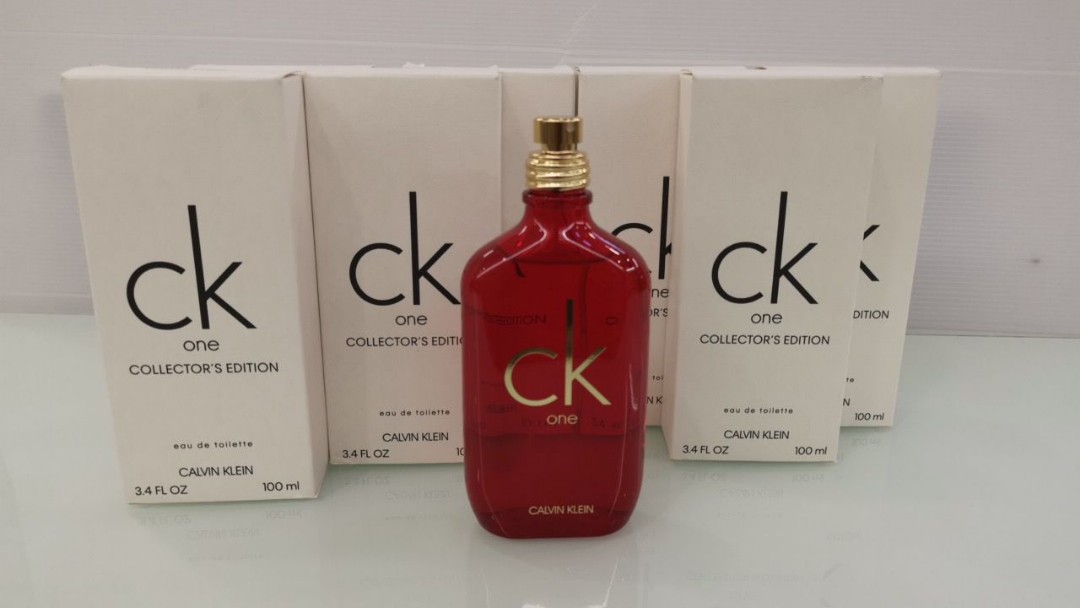 ck
one
COLLECTOR'S EDITION
eau de toilette
CALVIN KLEIN
3.4 FL OZ 100 ml
ck
one
COLLECTOR'S EDITI
eau de toilette
CALVIN KLEIN
3.4 FL OZ 10
ck
one
CALVIN KLEIN
ck
one
COLLECTOR'S EDITION
eau de toilette
CALVIN KLEIN
3.4 FL OZ 100 ml
EDITION
100 ml